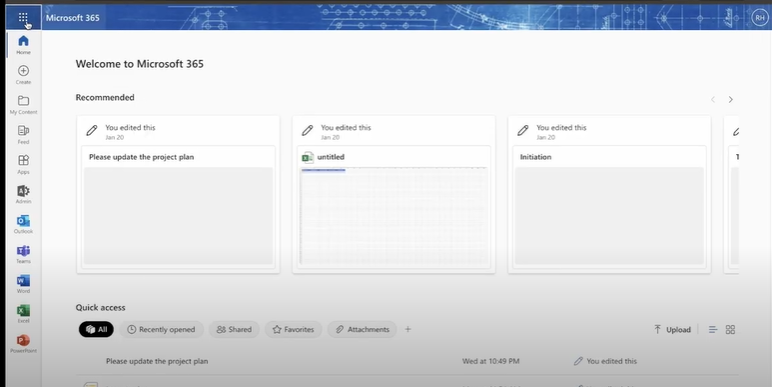 Microsoft 365
RH
Home
Create
My Content
Feed
Apps
Admin
Outlook
Teams
Word
Excel
PowerPoint
Welcome to Microsoft 365
Recommended
You edited this
Jan 20
Please update the project plan
You edited this
Jan 20
untitled
You edited this
Jan 20
Initiation
Quick access
All
Recently opened
Shared
Favorites
Attachments
+
Upload
Please update the project plan
Wed at 10:49 PM
You edited this